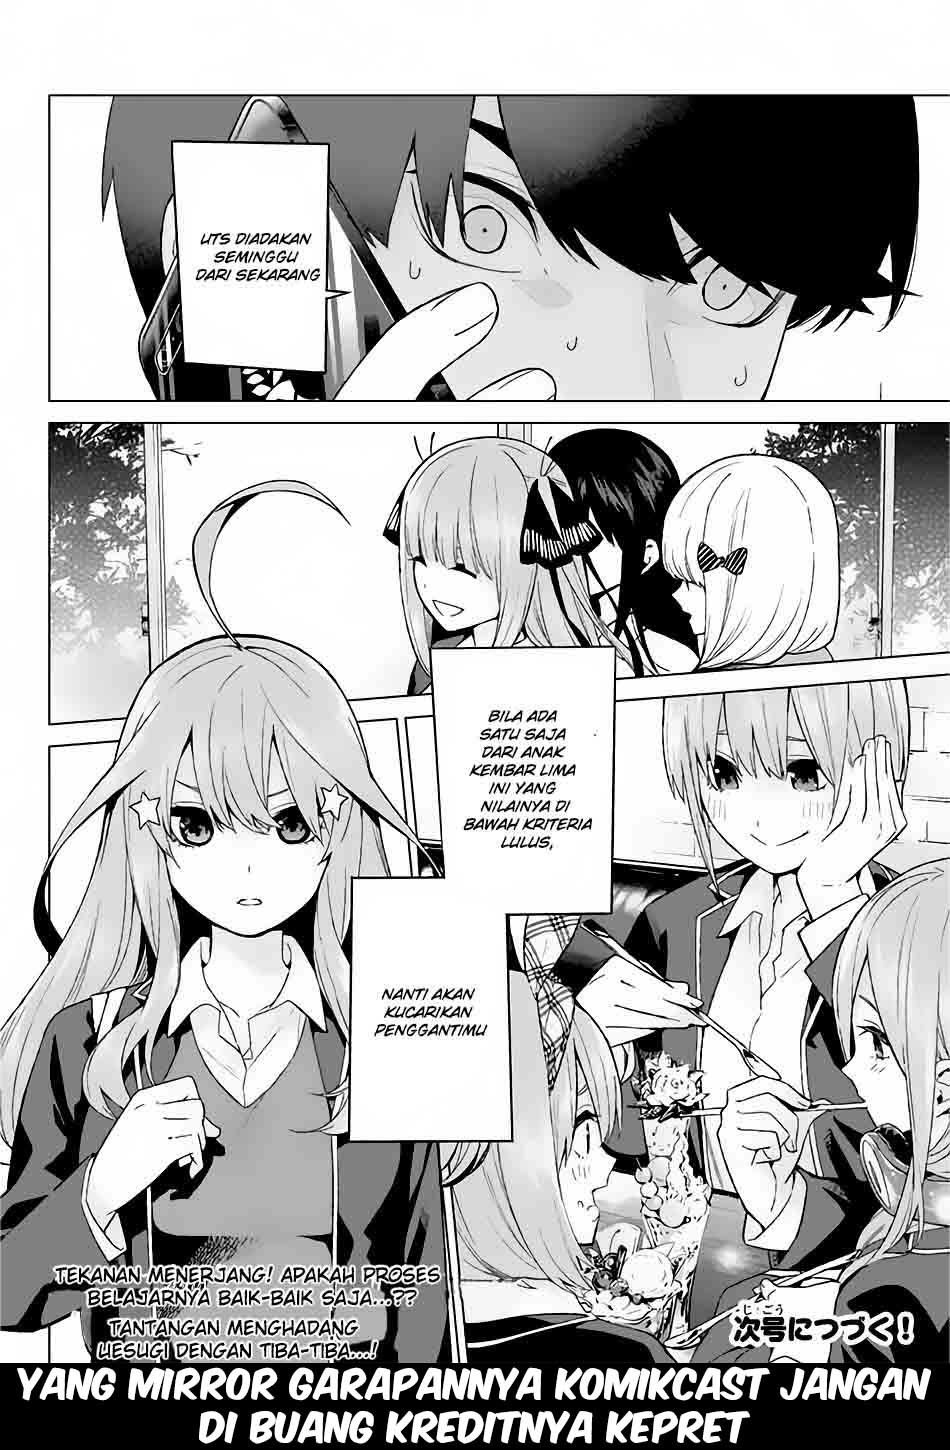 UTS DIADAKAN
SEMINGGU
DARI SEKARANG
BILA ADA
SATU SAJA
DARI ANAK
KEMBAR LIMA
INI YANG
NILAINYA DI
BAWAH KRITERIA
LULUS,
NANTI AKAN
KUCARIKAN
PENGGANTIMU
TEKANAN MENERJANG! APAKAH PROSES
BELAJARNYA BAIK-BAIK SAJA...??
TANTANGAN MENGHADANG
UESUGI DENGAN TIBA-TIBA...!
じごう
次号につづく!
YANG MIRROR GARAPANNYA KOMIKCAST JANGAN
DI BUANG KREDITNYA KEPRET